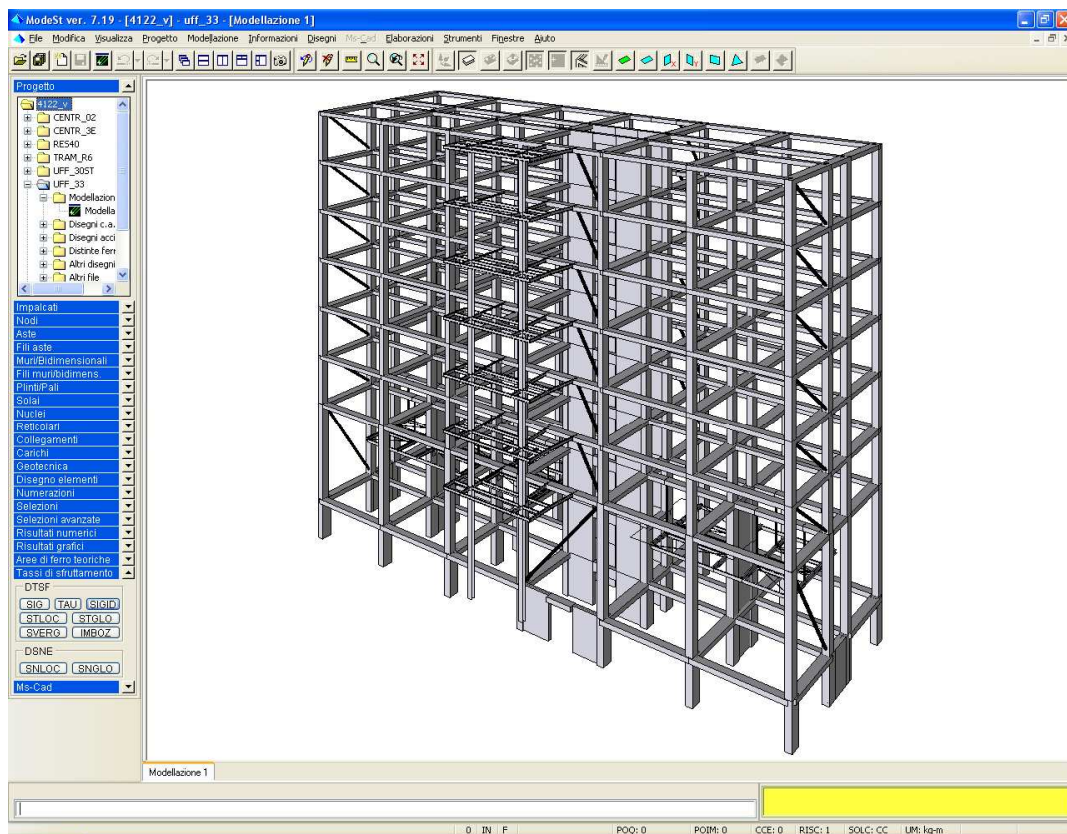 ModeSt ver. 7.19 - [4122_v] - uff_33 - [Modellazione 1]
File Modifica Visualizza Progetto Modellazione Informazioni Disegni Ms-Cad Elaborazioni Strumenti Finestre Aiuto
Progetto
4122_v
CENTR_02
CENTR_3E
RES40
TRAM_R6
UFF_30ST
UFF_33
Modellazion
Modella
Disegni c.a.
Disegni acci
Distinte ferr
Altri disegni
Altri file
Impalcati
Nodi
Aste
Fili aste
Muri/Bidimensionali
Fili muri/bidimens.
Plinti/Pali
Solai
Nuclei
Reticolari
Collegamenti
Carichi
Geotecnica
Disegno elementi
Numerazioni
Selezioni
Selezioni avanzate
Risultati numerici
Risultati grafici
Aree di ferro teoriche
Tassi di sfruttamento
DTSF
SIG TAU SIGID
STLOC STGLO
SVERG IMBOZ
DSNE
SNLOC SNGLO
Ms-Cad
Modellazione 1
0 IN F POQ: 0 POIM: 0 CCE: 0 RISC: 1 SOLC: CC UM: kg-m